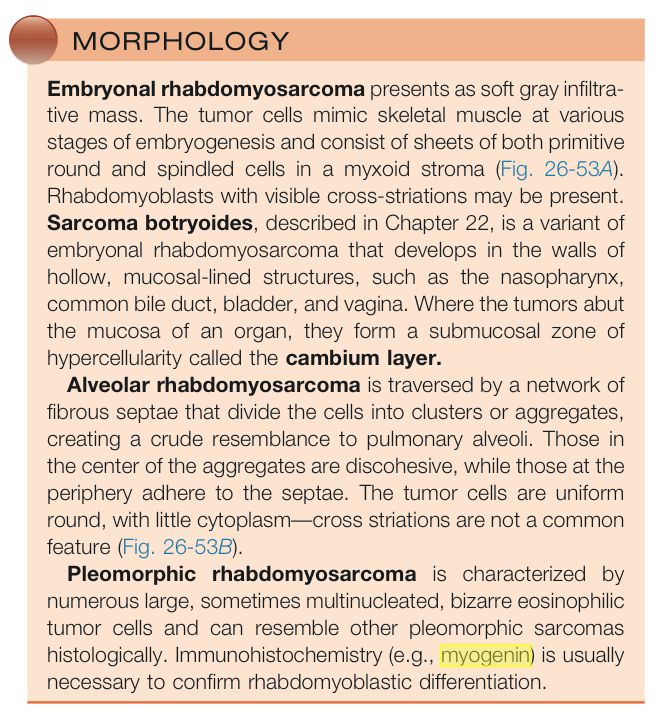 MORPHOLOGY
Embryonal rhabdomyosarcoma presents as soft gray infiltra-
tive mass. The tumor cells mimic skeletal muscle at various
stages of embryogenesis and consist of sheets of both primitive
round and spindled cells in a myxoid stroma (Fig. 26-53A).
Rhabdomyoblasts with visible cross-striations may be present.
Sarcoma botryoides, described in Chapter 22, is a variant of
embryonal rhabdomyosarcoma that develops in the walls of
hollow, mucosal-lined structures, such as the nasopharynx,
common bile duct, bladder, and vagina. Where the tumors abut
the mucosa of an organ, they form a submucosal zone of
hypercellularity called the cambium layer.
Alveolar rhabdomyosarcoma is traversed by a network of
fibrous septae that divide the cells into clusters or aggregates,
creating a crude resemblance to pulmonary alveoli. Those in
the center of the aggregates are discohesive, while those at the
periphery adhere to the septae. The tumor cells are uniform
round, with little cytoplasm—cross striations are not a common
feature (Fig. 26-53B).
Pleomorphic rhabdomyosarcoma is characterized by
numerous large, sometimes multinucleated, bizarre eosinophilic
tumor cells and can resemble other pleomorphic sarcomas
histologically. Immunohistochemistry (e.g., myogenin) is usually
necessary to confirm rhabdomyoblastic differentiation.